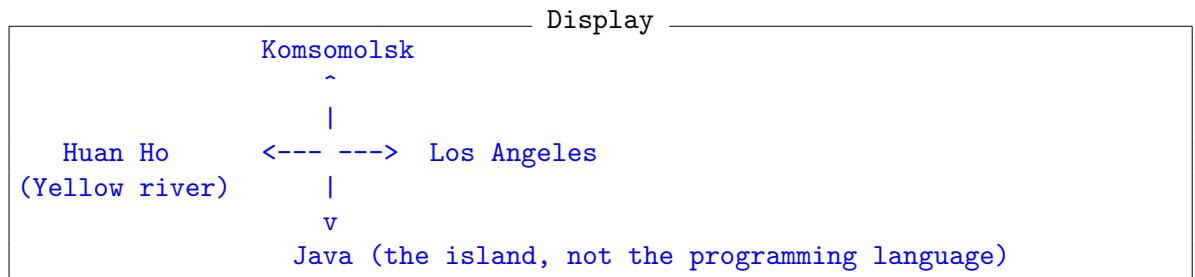 Display
Komsomolsk
^
|
Huan Ho <--- ---> Los Angeles
(Yellow river) |
v
Java (the island, not the programming language)